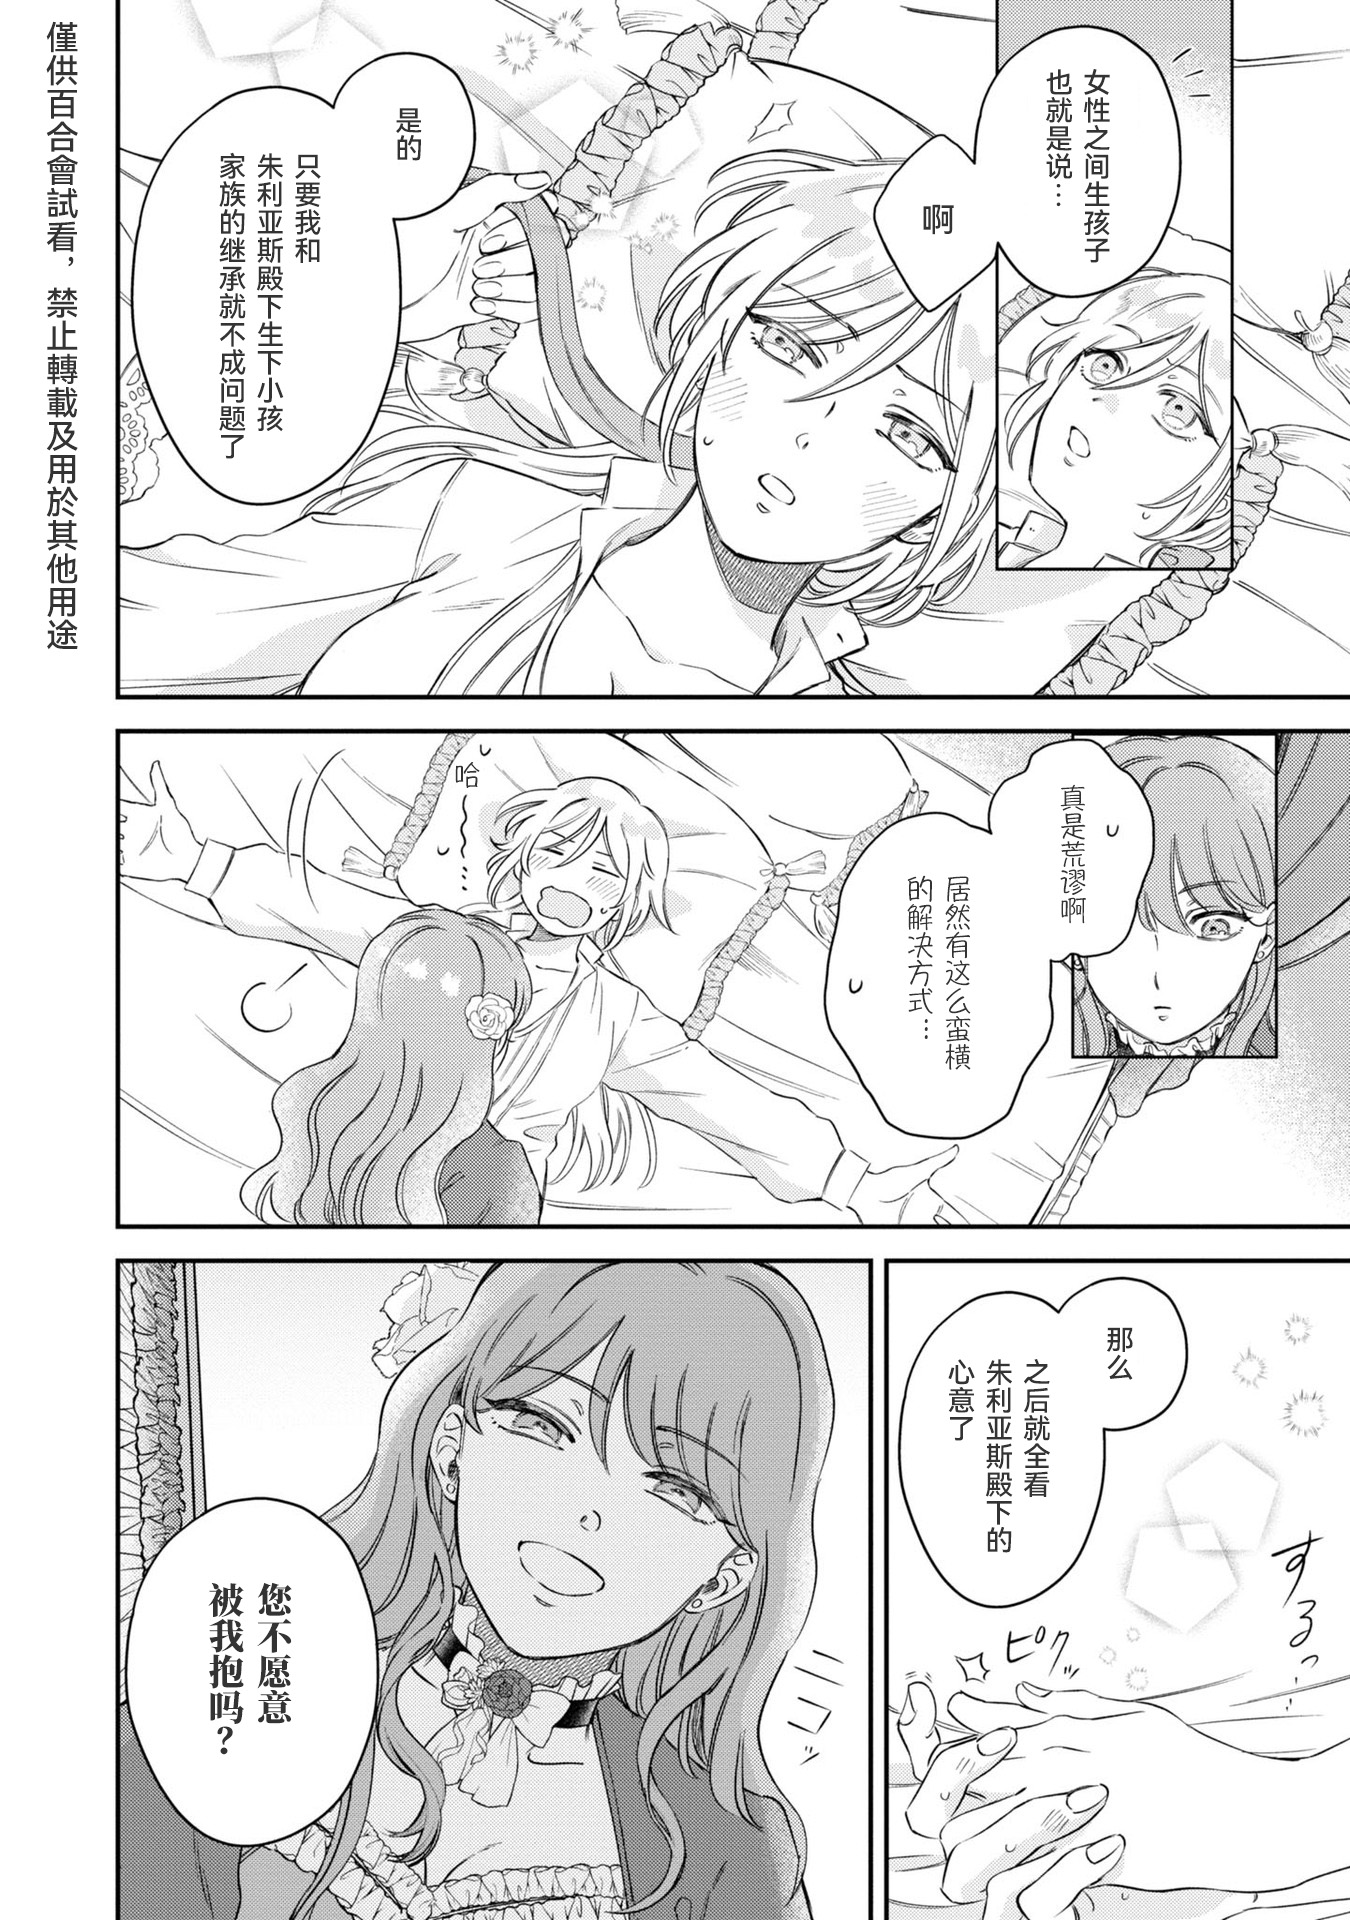 僅供百合會試看，禁止轉載及用於其他用途
女性之间生孩子
也就是说…
啊
是的
只要我和
朱利亚斯殿下生下小孩
家族的继承就不成问题了
真是荒谬啊
居然有这么蛮横
的解决方式…
哈
那么
之后就全看
朱利亚斯殿下的
心意了
するっ
ピク
ニコ
您不愿意
被我抱吗？